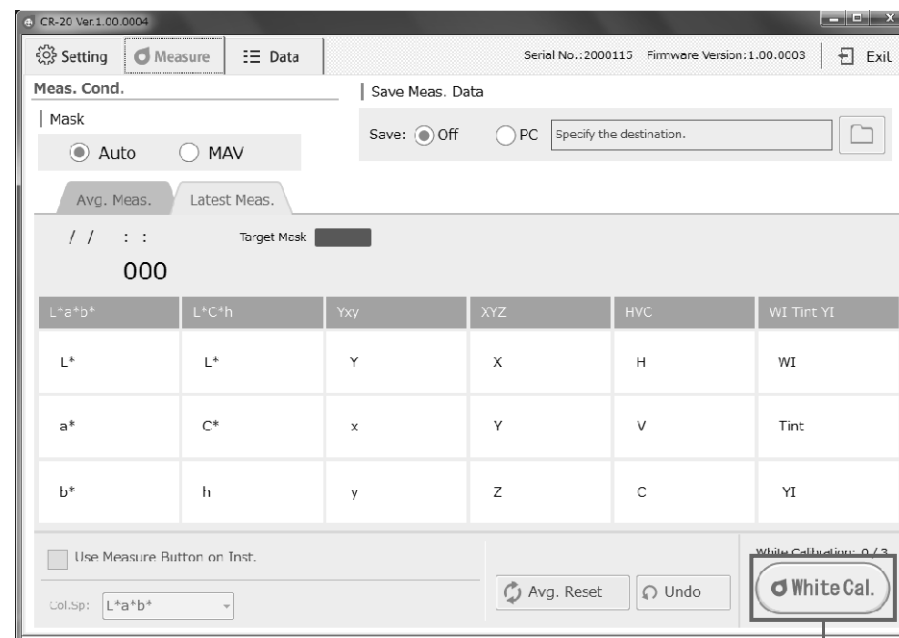 CR-20 Ver.1.00.0004
Setting Measure Data Serial No.:2000115 Firmware Version:1.00.0003 Exit
Meas. Cond. Save Meas. Data
Mask
Save: Off PC Specify the destination.
Auto MAV
Avg. Meas. Latest Meas.
/ / : : Target Mask
000
L*a*b* L*C*h Yxy XYZ HVC WI Tint YI
L* L* Y X H WI
a* C* x Y V Tint
b* h y Z C YI
Use Measure Button on Inst. White Calibration: 0/3
Avg. Reset Undo White Cal.
Col.Sp: L*a*b*